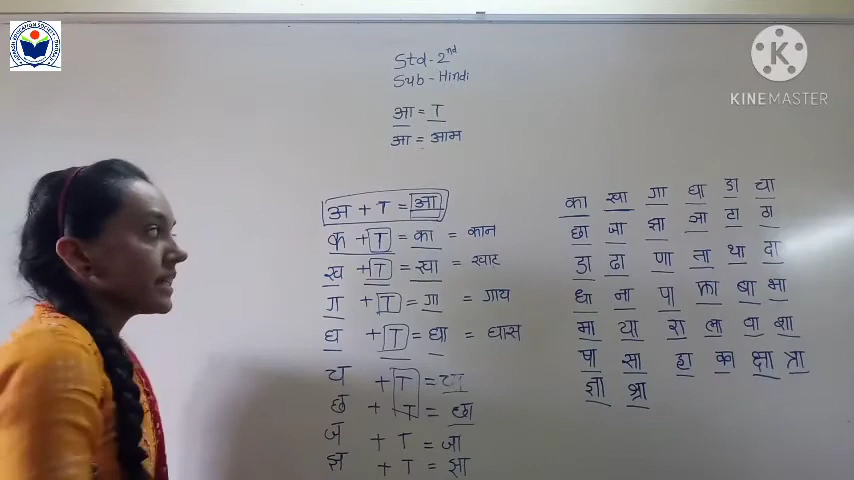 KINEMASTER
Std-2nd
Sub-Hindi
आ = T
आ = आम
अ + T = आ
क + T = का = कान
ख + T = खा = खाट
ग + T = गा = गाय
घ + T = घा = घास
च + T = चा
छ + T = छा
ज + T = जा
झ + T = झा
का खा गा घा ङा चा
छा जा झा ञा टा ठा
डा ढा णा ता था दा
धा ना पा फा बा भा
मा या रा ला वा शा
षा सा हा का क्षा त्रा
ज्ञा श्रा